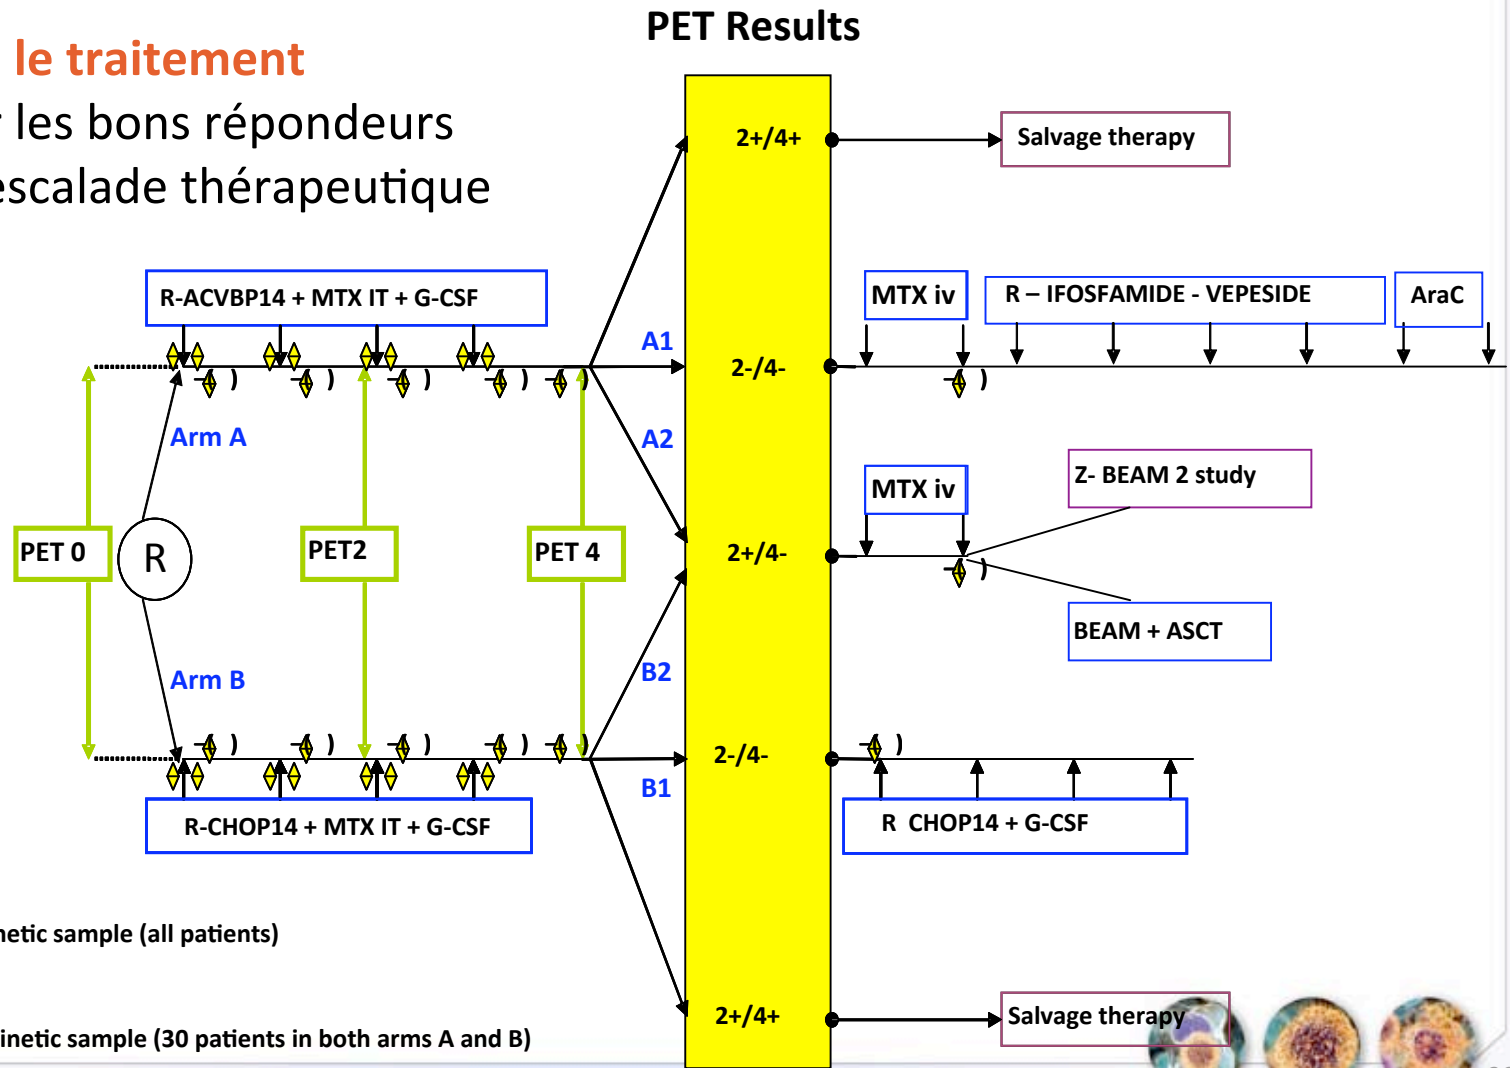 PET Results
le traitement
les bons répondeurs
escalade thérapeutique
2+/4+
Salvage therapy
R-ACVBP14 + MTX IT + G-CSF
MTX iv
R – IFOSFAMIDE - VEPESIDE
AraC
A1
2-/4-
Arm A
A2
MTX iv
Z- BEAM 2 study
PET 0
R
PET2
PET 4
2+/4-
BEAM + ASCT
Arm B
B2
2-/4-
B1
R-CHOP14 + MTX IT + G-CSF
R CHOP14 + G-CSF
netic sample (all patients)
2+/4+
Salvage therapy
inetic sample (30 patients in both arms A and B)